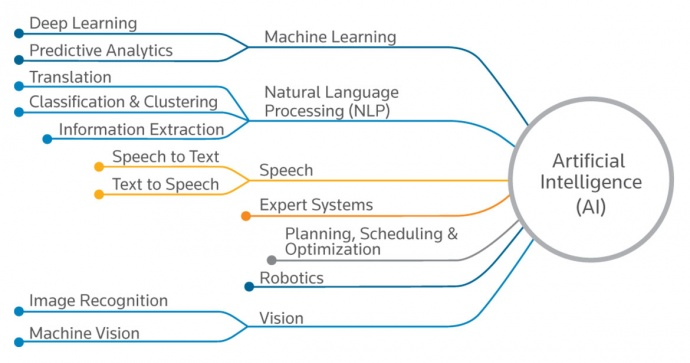 Deep Learning
Predictive Analytics
Machine Learning
Translation
Classification & Clustering
Information Extraction
Natural Language
Processing (NLP)
Speech to Text
Text to Speech
Speech
Expert Systems
Planning, Scheduling &
Optimization
Robotics
Image Recognition
Machine Vision
Vision
Artificial
Intelligence
(AI)